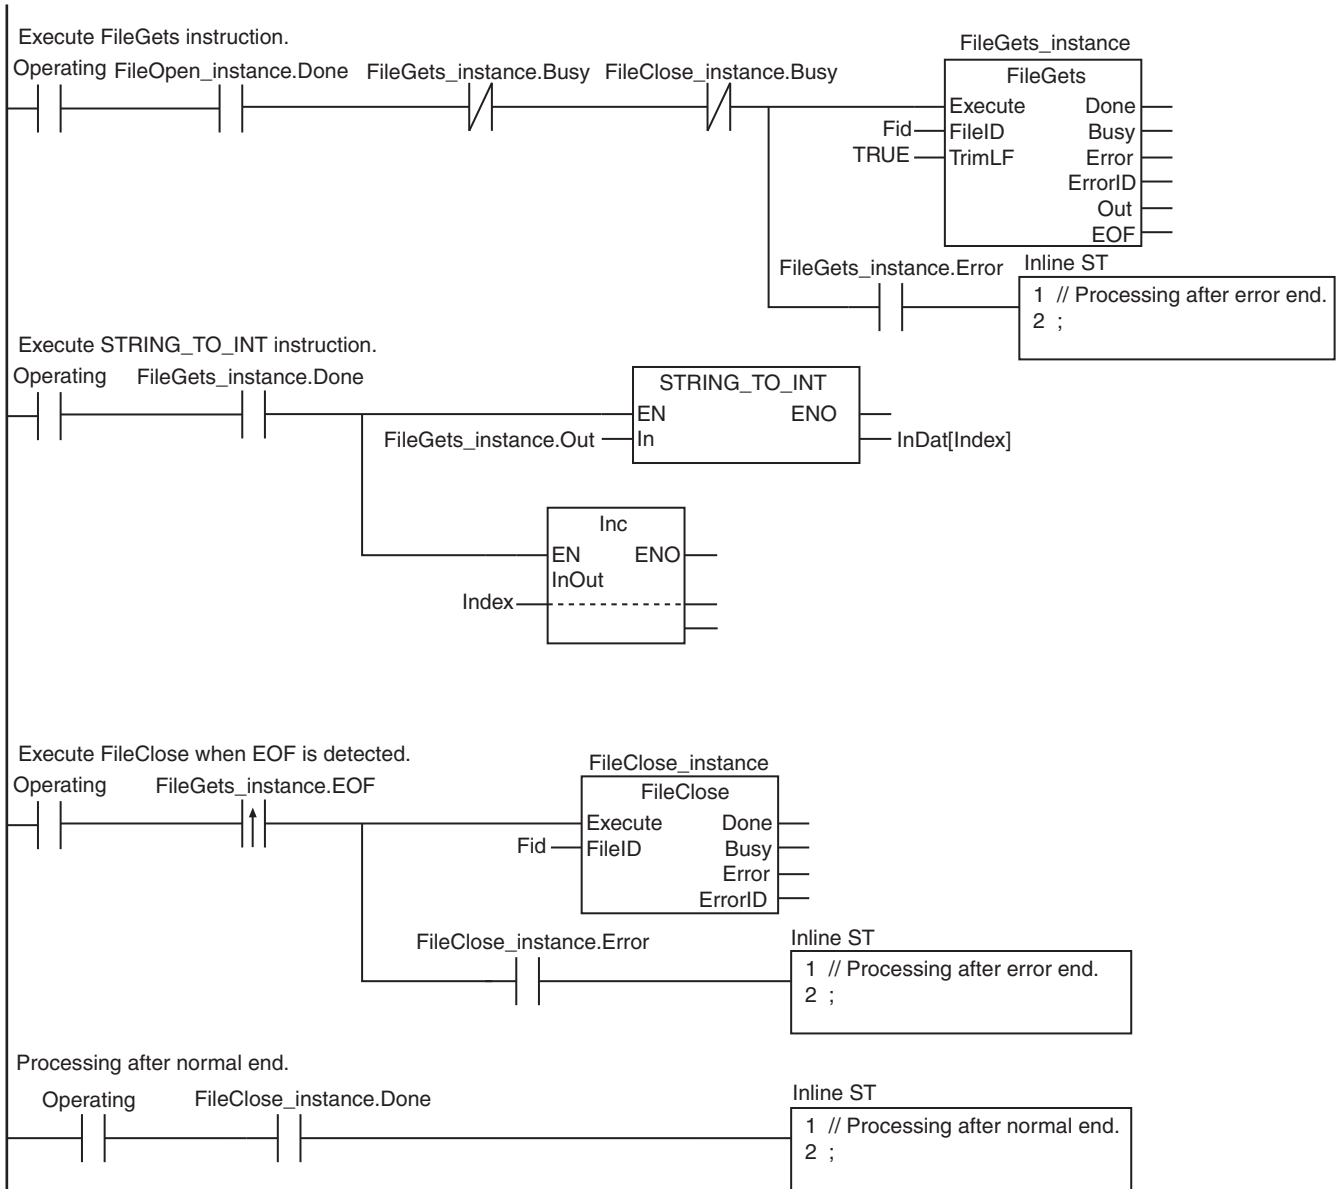 Execute FileGets instruction.
Operating FileOpen_instance.Done FileGets_instance.Busy FileClose_instance.Busy
FileGets_instance
FileGets
Execute Done
Fid FileID Busy
TRUE TrimLF Error
ErrorID
Out
EOF
FileGets_instance.Error
Inline ST
1 // Processing after error end.
2 ;
Execute STRING_TO_INT instruction.
Operating FileGets_instance.Done
STRING_TO_INT
EN ENO
FileGets_instance.Out In InDat[Index]
Inc
EN ENO
InOut
Index
Execute FileClose when EOF is detected.
Operating FileGets_instance.EOF
FileClose_instance
FileClose
Execute Done
Fid FileID Busy
Error
ErrorID
FileClose_instance.Error
Inline ST
1 // Processing after error end.
2 ;
Processing after normal end.
Operating FileClose_instance.Done
Inline ST
1 // Processing after normal end.
2 ;